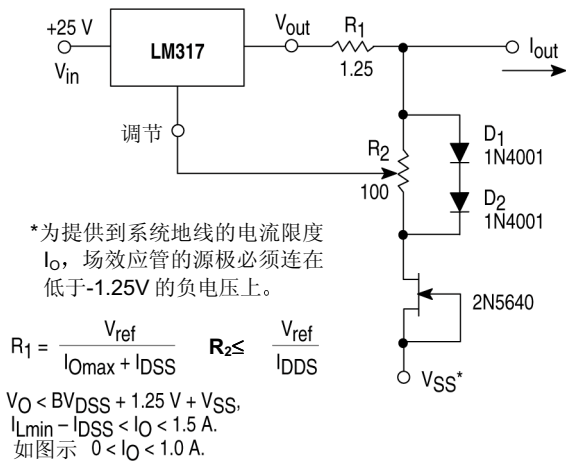 +25 V
Vin
LM317
Vout
R1
1.25
Iout
调节
R2
100
D1
1N4001
D2
1N4001
*为提供到系统地线的电流限度
IO，场效应管的源极必须连在
低于-1.25V 的负电压上。
2N5640
VSS*
R1 = Vref / IOmax + IDSS R2≤ Vref / IDDS
VO < BVDSS + 1.25 V + VSS,
ILmin – IDSS < IO < 1.5 A.
如图示 0 < IO < 1.0 A.